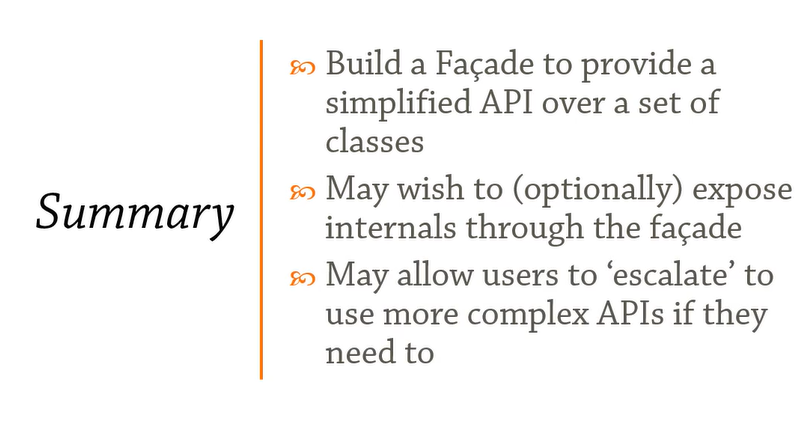 Summary
Build a Façade to provide a
simplified API over a set of
classes
May wish to (optionally) expose
internals through the façade
May allow users to ‘escalate’ to
use more complex APIs if they
need to